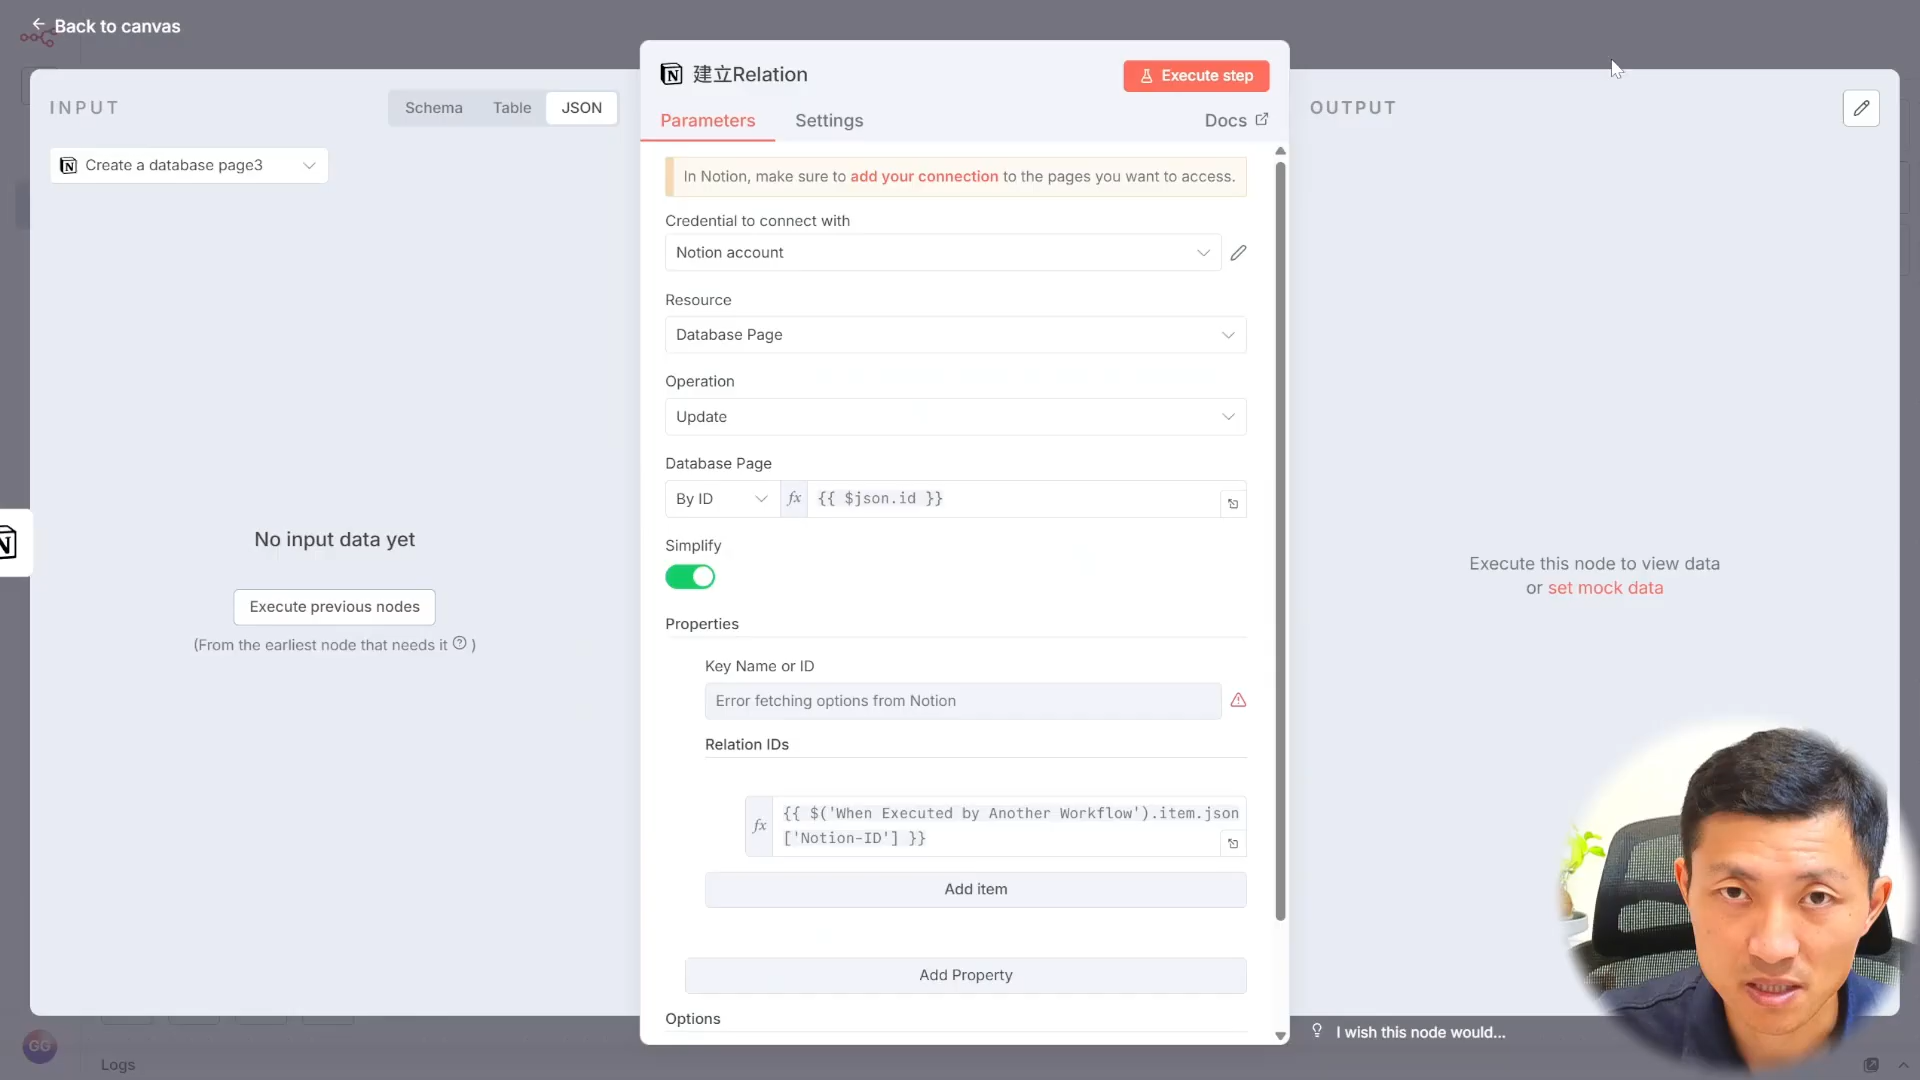 Back to canvas
INPUT
Schema
Table
JSON
Create a database page3
No input data yet
Execute previous nodes
(From the earliest node that needs it ? )
建立Relation
Execute step
Parameters
Settings
Docs
In Notion, make sure to add your connection to the pages you want to access.
Credential to connect with
Notion account
Resource
Database Page
Operation
Update
Database Page
By ID
fx
{{ $json.id }}
Simplify
Properties
Key Name or ID
Error fetching options from Notion
Relation IDs
fx
{{ $('When Executed by Another Workflow').item.json
['Notion-ID'] }}
Add item
Add Property
Options
OUTPUT
Execute this node to view data
or set mock data
I wish this node would...
GG
Logs